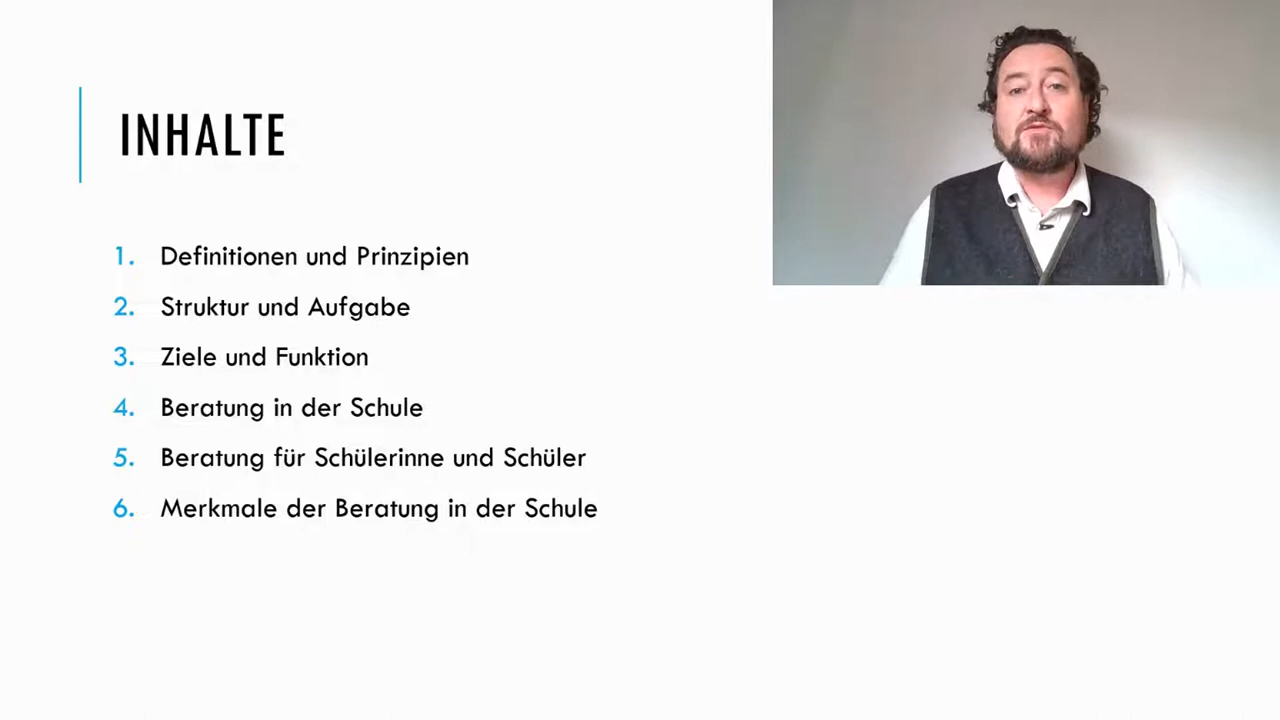 INHALTE
1. Definitionen und Prinzipien
2. Struktur und Aufgabe
3. Ziele und Funktion
4. Beratung in der Schule
5. Beratung für Schülerinne und Schüler
6. Merkmale der Beratung in der Schule